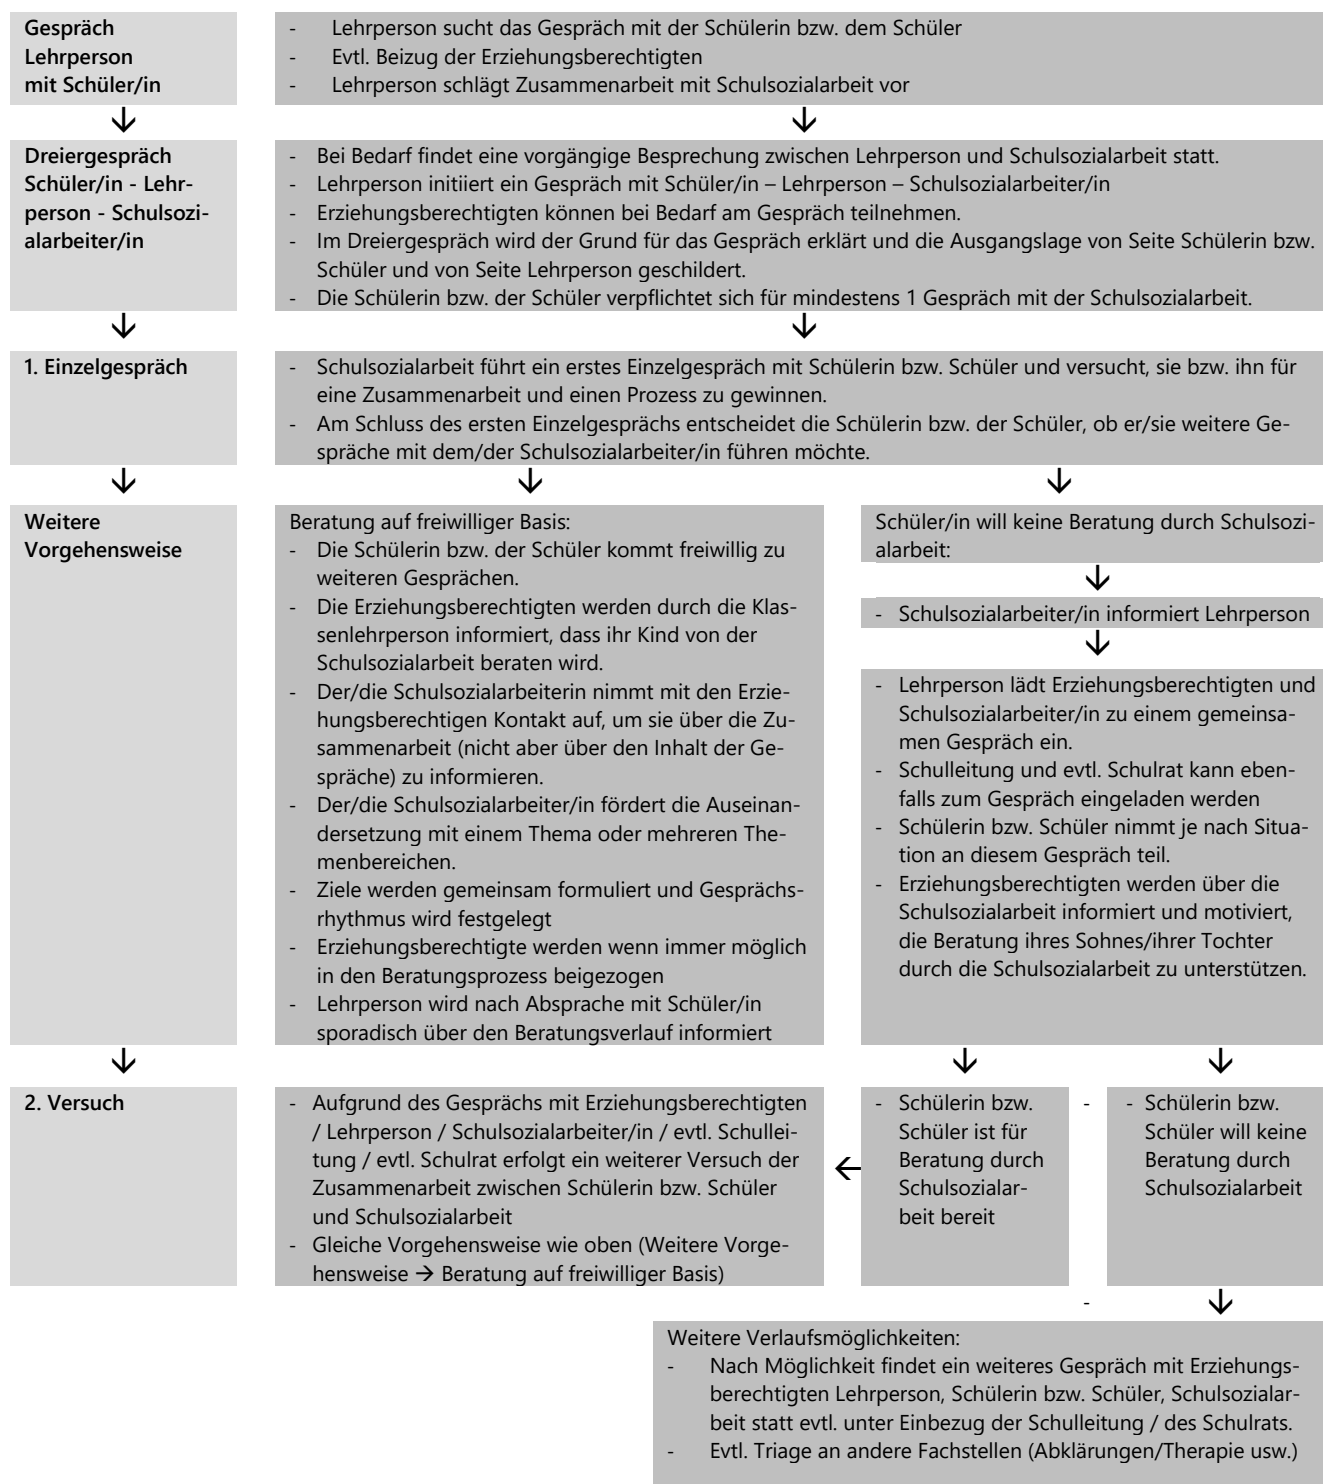 Gespräch
Lehrperson
mit Schüler/in
- Lehrperson sucht das Gespräch mit der Schülerin bzw. dem Schüler
- Evtl. Beizug der Erziehungsberechtigten
- Lehrperson schlägt Zusammenarbeit mit Schulsozialarbeit vor
Dreiergespräch
Schüler/in - Lehr-
person - Schulsozi-
alarbeiter/in
- Bei Bedarf findet eine vorgängige Besprechung zwischen Lehrperson und Schulsozialarbeit statt.
- Lehrperson initiiert ein Gespräch mit Schüler/in – Lehrperson – Schulsozialarbeiter/in
- Erziehungsberechtigten können bei Bedarf am Gespräch teilnehmen.
- Im Dreiergespräch wird der Grund für das Gespräch erklärt und die Ausgangslage von Seite Schülerin bzw.
Schüler und von Seite Lehrperson geschildert.
- Die Schülerin bzw. der Schüler verpflichtet sich für mindestens 1 Gespräch mit der Schulsozialarbeit.
1. Einzelgespräch
- Schulsozialarbeit führt ein erstes Einzelgespräch mit Schülerin bzw. Schüler und versucht, sie bzw. ihn für
eine Zusammenarbeit und einen Prozess zu gewinnen.
- Am Schluss des ersten Einzelgesprächs entscheidet die Schülerin bzw. der Schüler, ob er/sie weitere Ge-
spräche mit dem/der Schulsozialarbeiter/in führen möchte.
Weitere
Vorgehensweise
Beratung auf freiwilliger Basis:
- Die Schülerin bzw. der Schüler kommt freiwillig zu
weiteren Gesprächen.
- Die Erziehungsberechtigten werden durch die Klas-
senlehrperson informiert, dass ihr Kind von der
Schulsozialarbeit beraten wird.
- Der/die Schulsozialarbeiterin nimmt mit den Erzie-
hungsberechtigen Kontakt auf, um sie über die Zu-
sammenarbeit (nicht aber über den Inhalt der Ge-
spräche) zu informieren.
- Der/die Schulsozialarbeiter/in fördert die Auseinan-
dersetzung mit einem Thema oder mehreren The-
menbereichen.
- Ziele werden gemeinsam formuliert und Gesprächs-
rhythmus wird festgelegt
- Erziehungsberechtigte werden wenn immer möglich
in den Beratungsprozess beigezogen
- Lehrperson wird nach Absprache mit Schüler/in
sporadisch über den Beratungsverlauf informiert
Schüler/in will keine Beratung durch Schulsozi-
alarbeit:
- Schulsozialarbeiter/in informiert Lehrperson
- Lehrperson lädt Erziehungsberechtigten und
Schulsozialarbeiter/in zu einem gemeinsa-
men Gespräch ein.
- Schulleitung und evtl. Schulrat kann eben-
falls zum Gespräch eingeladen werden
- Schülerin bzw. Schüler nimmt je nach Situa-
tion an diesem Gespräch teil.
- Erziehungsberechtigten werden über die
Schulsozialarbeit informiert und motiviert,
die Beratung ihres Sohnes/ihrer Tochter
durch die Schulsozialarbeit zu unterstützen.
2. Versuch
- Aufgrund des Gesprächs mit Erziehungsberechtigten
/ Lehrperson / Schulsozialarbeiter/in / evtl. Schullei-
tung / evtl. Schulrat erfolgt ein weiterer Versuch der
Zusammenarbeit zwischen Schülerin bzw. Schüler
und Schulsozialarbeit
- Gleiche Vorgehensweise wie oben (Weitere Vorge-
hensweise → Beratung auf freiwilliger Basis)
- Schülerin bzw.
Schüler ist für
Beratung durch
Schulsozialar-
beit bereit
-
- Schülerin bzw.
Schüler will keine
Beratung durch
Schulsozialarbeit
-
Weitere Verlaufsmöglichkeiten:
- Nach Möglichkeit findet ein weiteres Gespräch mit Erziehungs-
berechtigten Lehrperson, Schülerin bzw. Schüler, Schulsozialar-
beit statt evtl. unter Einbezug der Schulleitung / des Schulrats.
- Evtl. Triage an andere Fachstellen (Abklärungen/Therapie usw.)